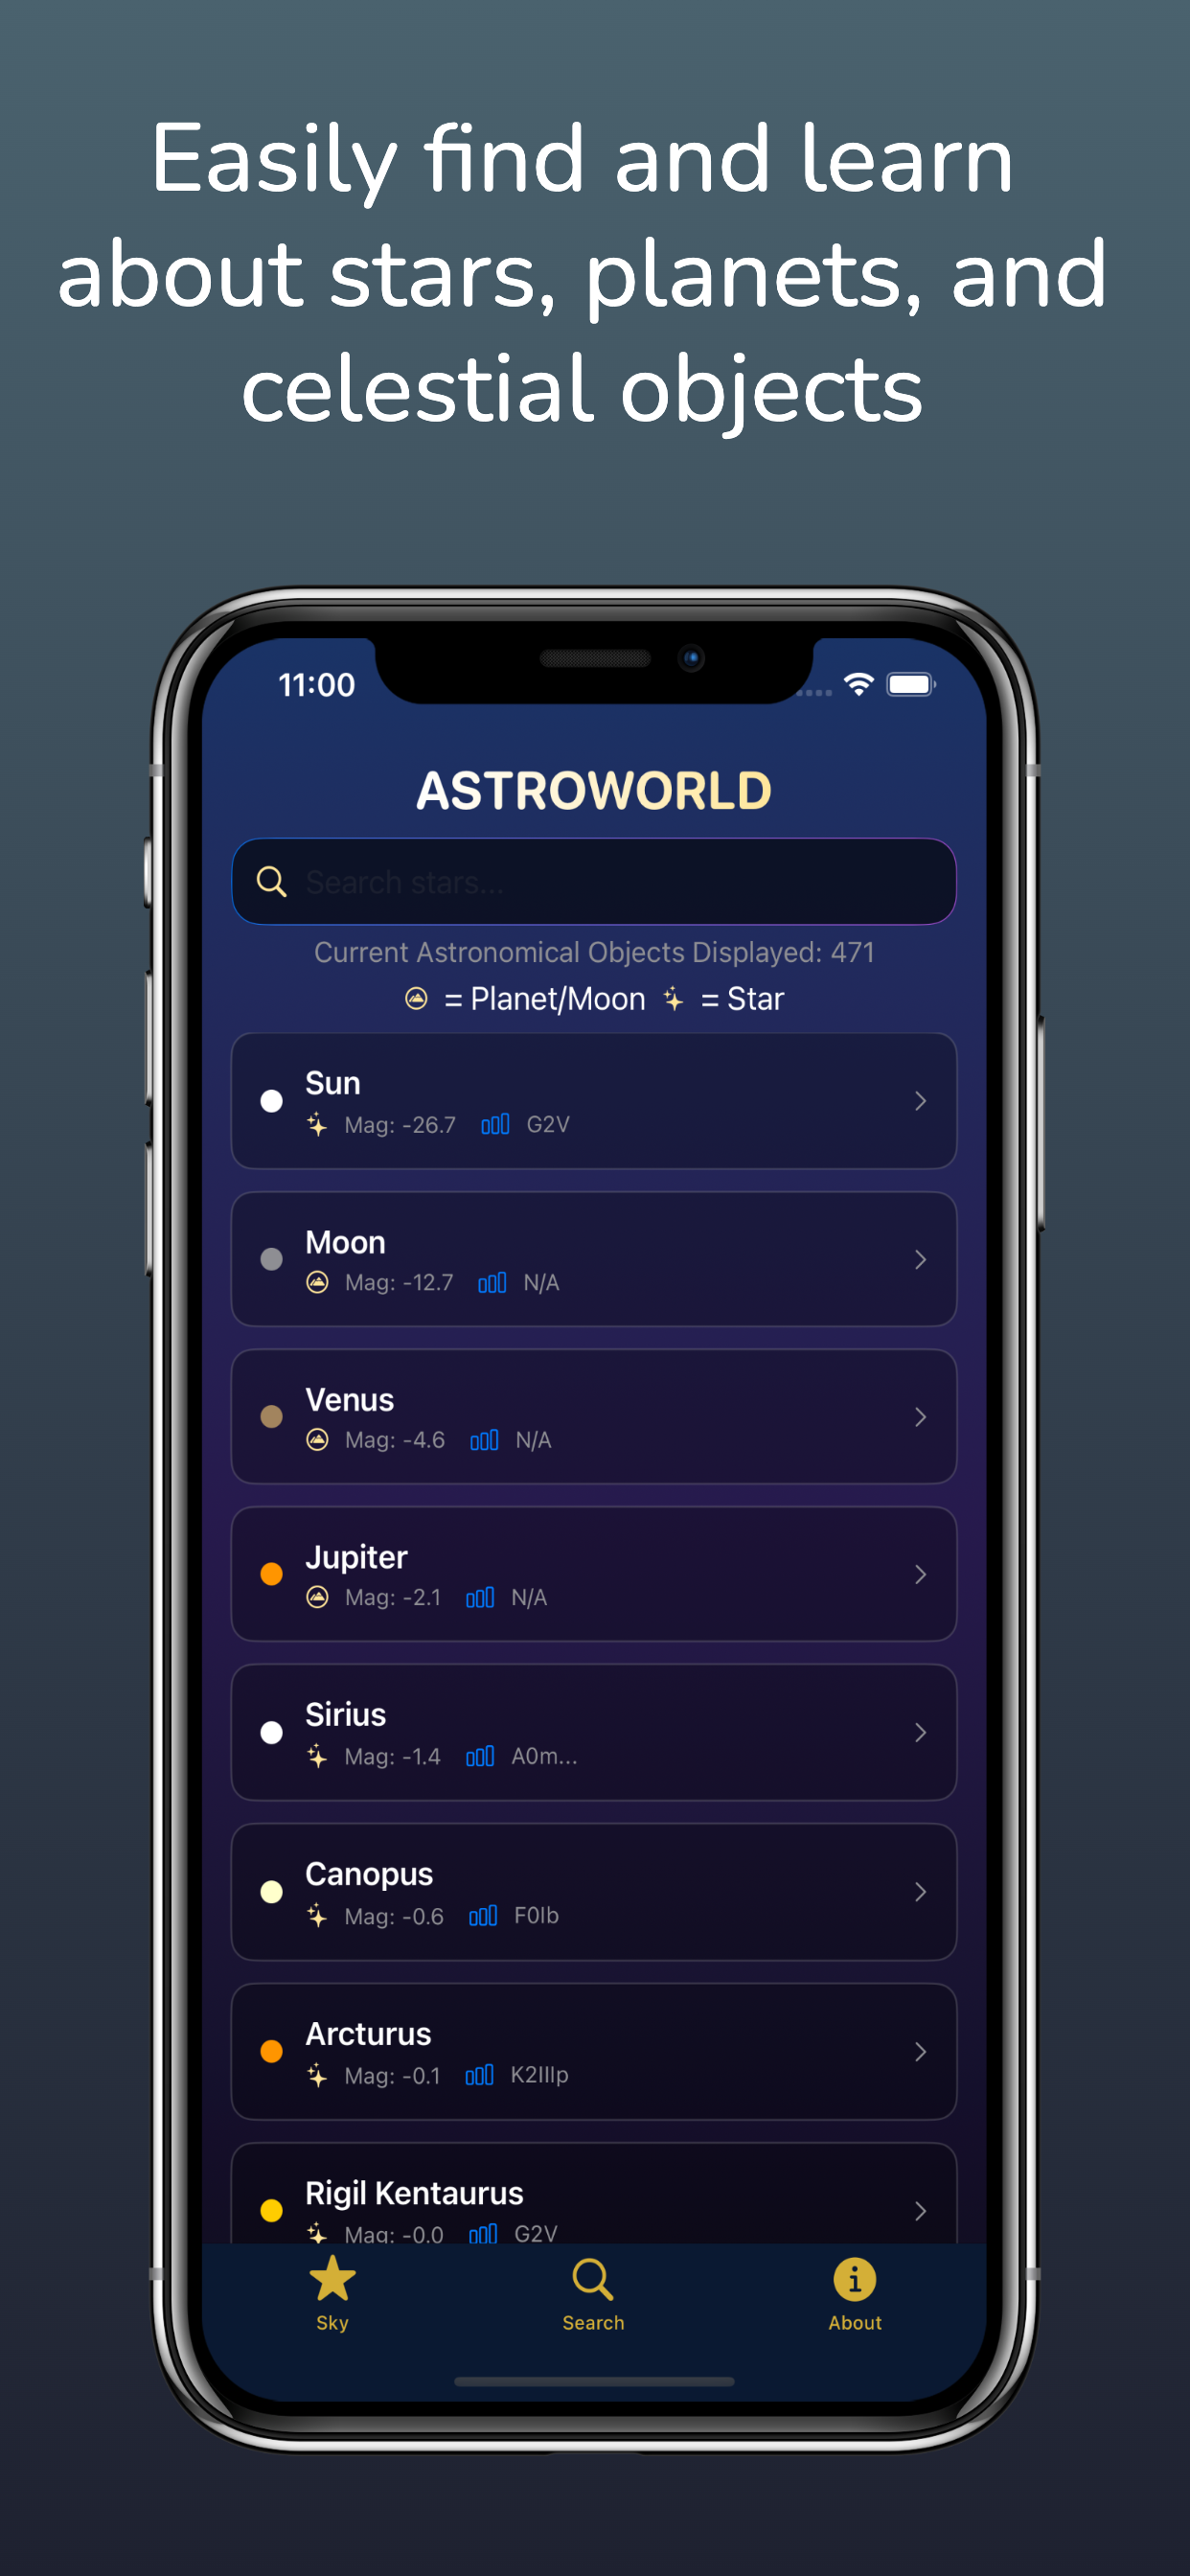 Easily find and learn
about stars, planets, and
celestial objects
11:00
ASTROWORLD
Search stars...
Current Astronomical Objects Displayed: 471
= Planet/Moon = Star
Sun
Mag: -26.7 G2V
Moon
Mag: -12.7 N/A
Venus
Mag: -4.6 N/A
Jupiter
Mag: -2.1 N/A
Sirius
Mag: -1.4 A0m...
Canopus
Mag: -0.6 F0Ib
Arcturus
Mag: -0.1 K2IIIp
Rigil Kentaurus
Mag: -0.0 G2V
Sky Search About